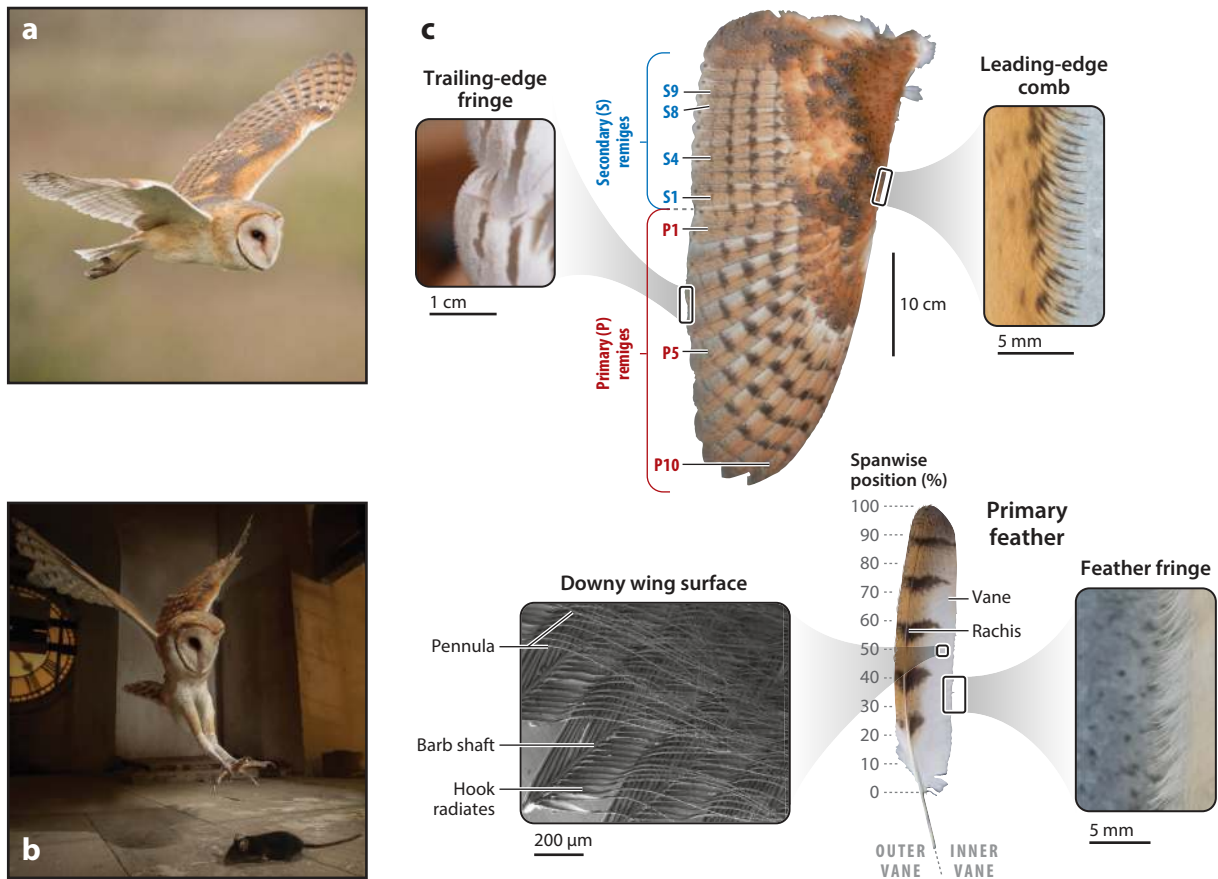 a
b
c
Trailing-edge
fringe
1 cm
Secondary (S)
remiges
S9
S8
S4
S1
Primary (P)
remiges
P1
P5
P10
10 cm
Leading-edge
comb
5 mm
Downy wing surface
Pennula
Barb shaft
Hook
radiates
200 µm
Spanwise
position (%)
100
90
80
70
60
50
40
30
20
10
0
Primary
feather
Vane
Rachis
OUTER
VANE
INNER
VANE
Feather fringe
5 mm